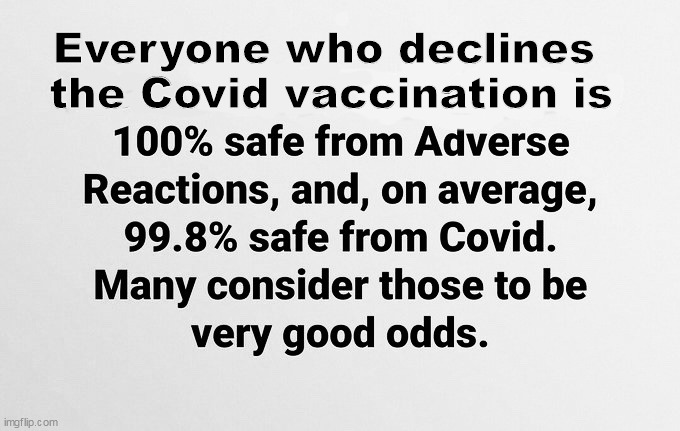 Everyone who declines
the Covid vaccination is
100% safe from Adverse
Reactions, and, on average,
99.8% safe from Covid.
Many consider those to be
very good odds.
imgflip.com